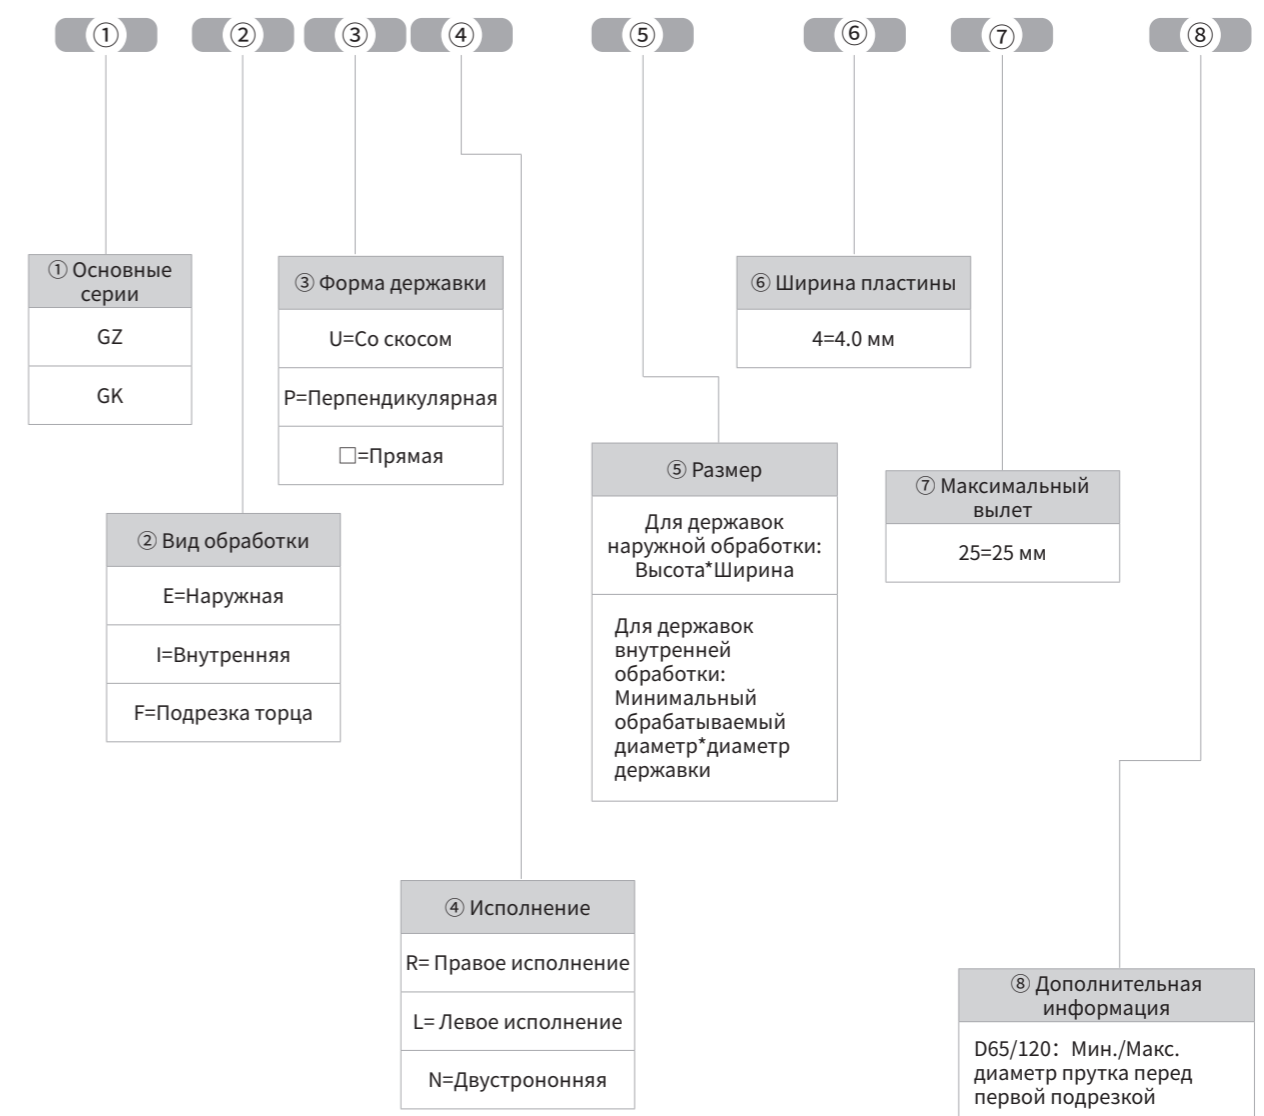 ① ② ③ ④ ⑤ ⑥ ⑦ ⑧
① Основные
серии
GZ
GK
② Вид обработки
E=Наружная
I=Внутренняя
F=Подрезка торца
③ Форма державки
U=Со скосом
P=Перпендикулярная
□=Прямая
④ Исполнение
R= Правое исполнение
L= Левое исполнение
N=Двустрононняя
⑤ Размер
Для державок
наружной обработки:
Высота*Ширина
Для державок
внутренней
обработки:
Минимальный
обрабатываемый
диаметр*диаметр
державки
⑥ Ширина пластины
4=4.0 мм
⑦ Максимальный
вылет
25=25 мм
⑧ Дополнительная
информация
D65/120：Мин./Макс.
диаметр прутка перед
первой подрезкой